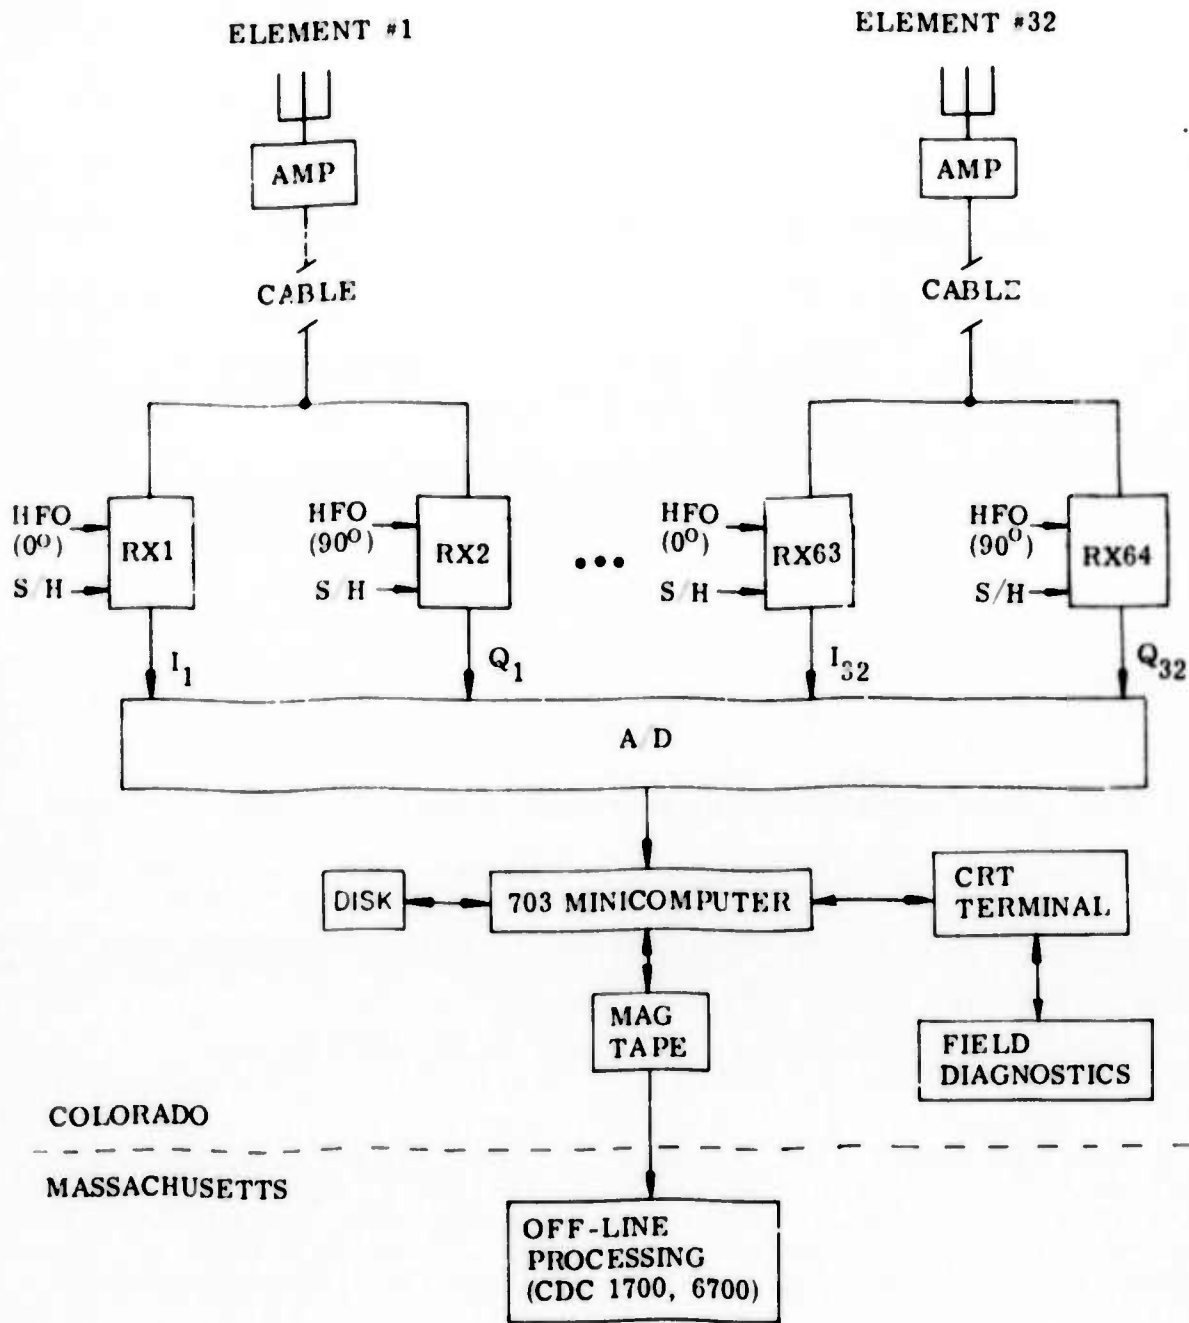 ELEMENT #1
ELEMENT #32
AMP
AMP
CABLE
CABLE
HFO
(0°)
S/H
RX1
HFO
(90°)
S/H
RX2
•••
HFO
(0°)
S/H
RX63
HFO
(90°)
S/H
RX64
I1
Q1
I32
Q32
A/D
DISK
703 MINICOMPUTER
CRT
TERMINAL
MAG
TAPE
FIELD
DIAGNOSTICS
COLORADO
MASSACHUSETTS
OFF-LINE
PROCESSING
(CDC 1700, 6700)